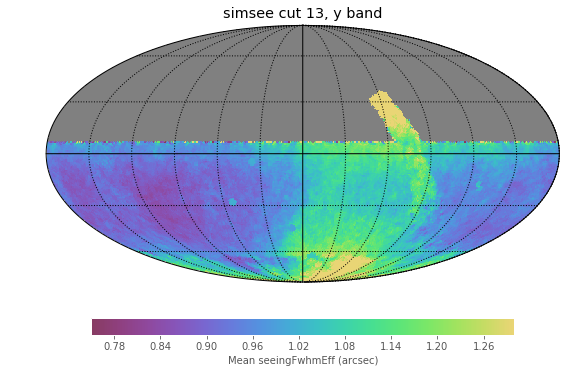 simsee cut 13, y band
0.78 0.84 0.90 0.96 1.02 1.08 1.14 1.20 1.26
Mean seeingFwhmEff (arcsec)